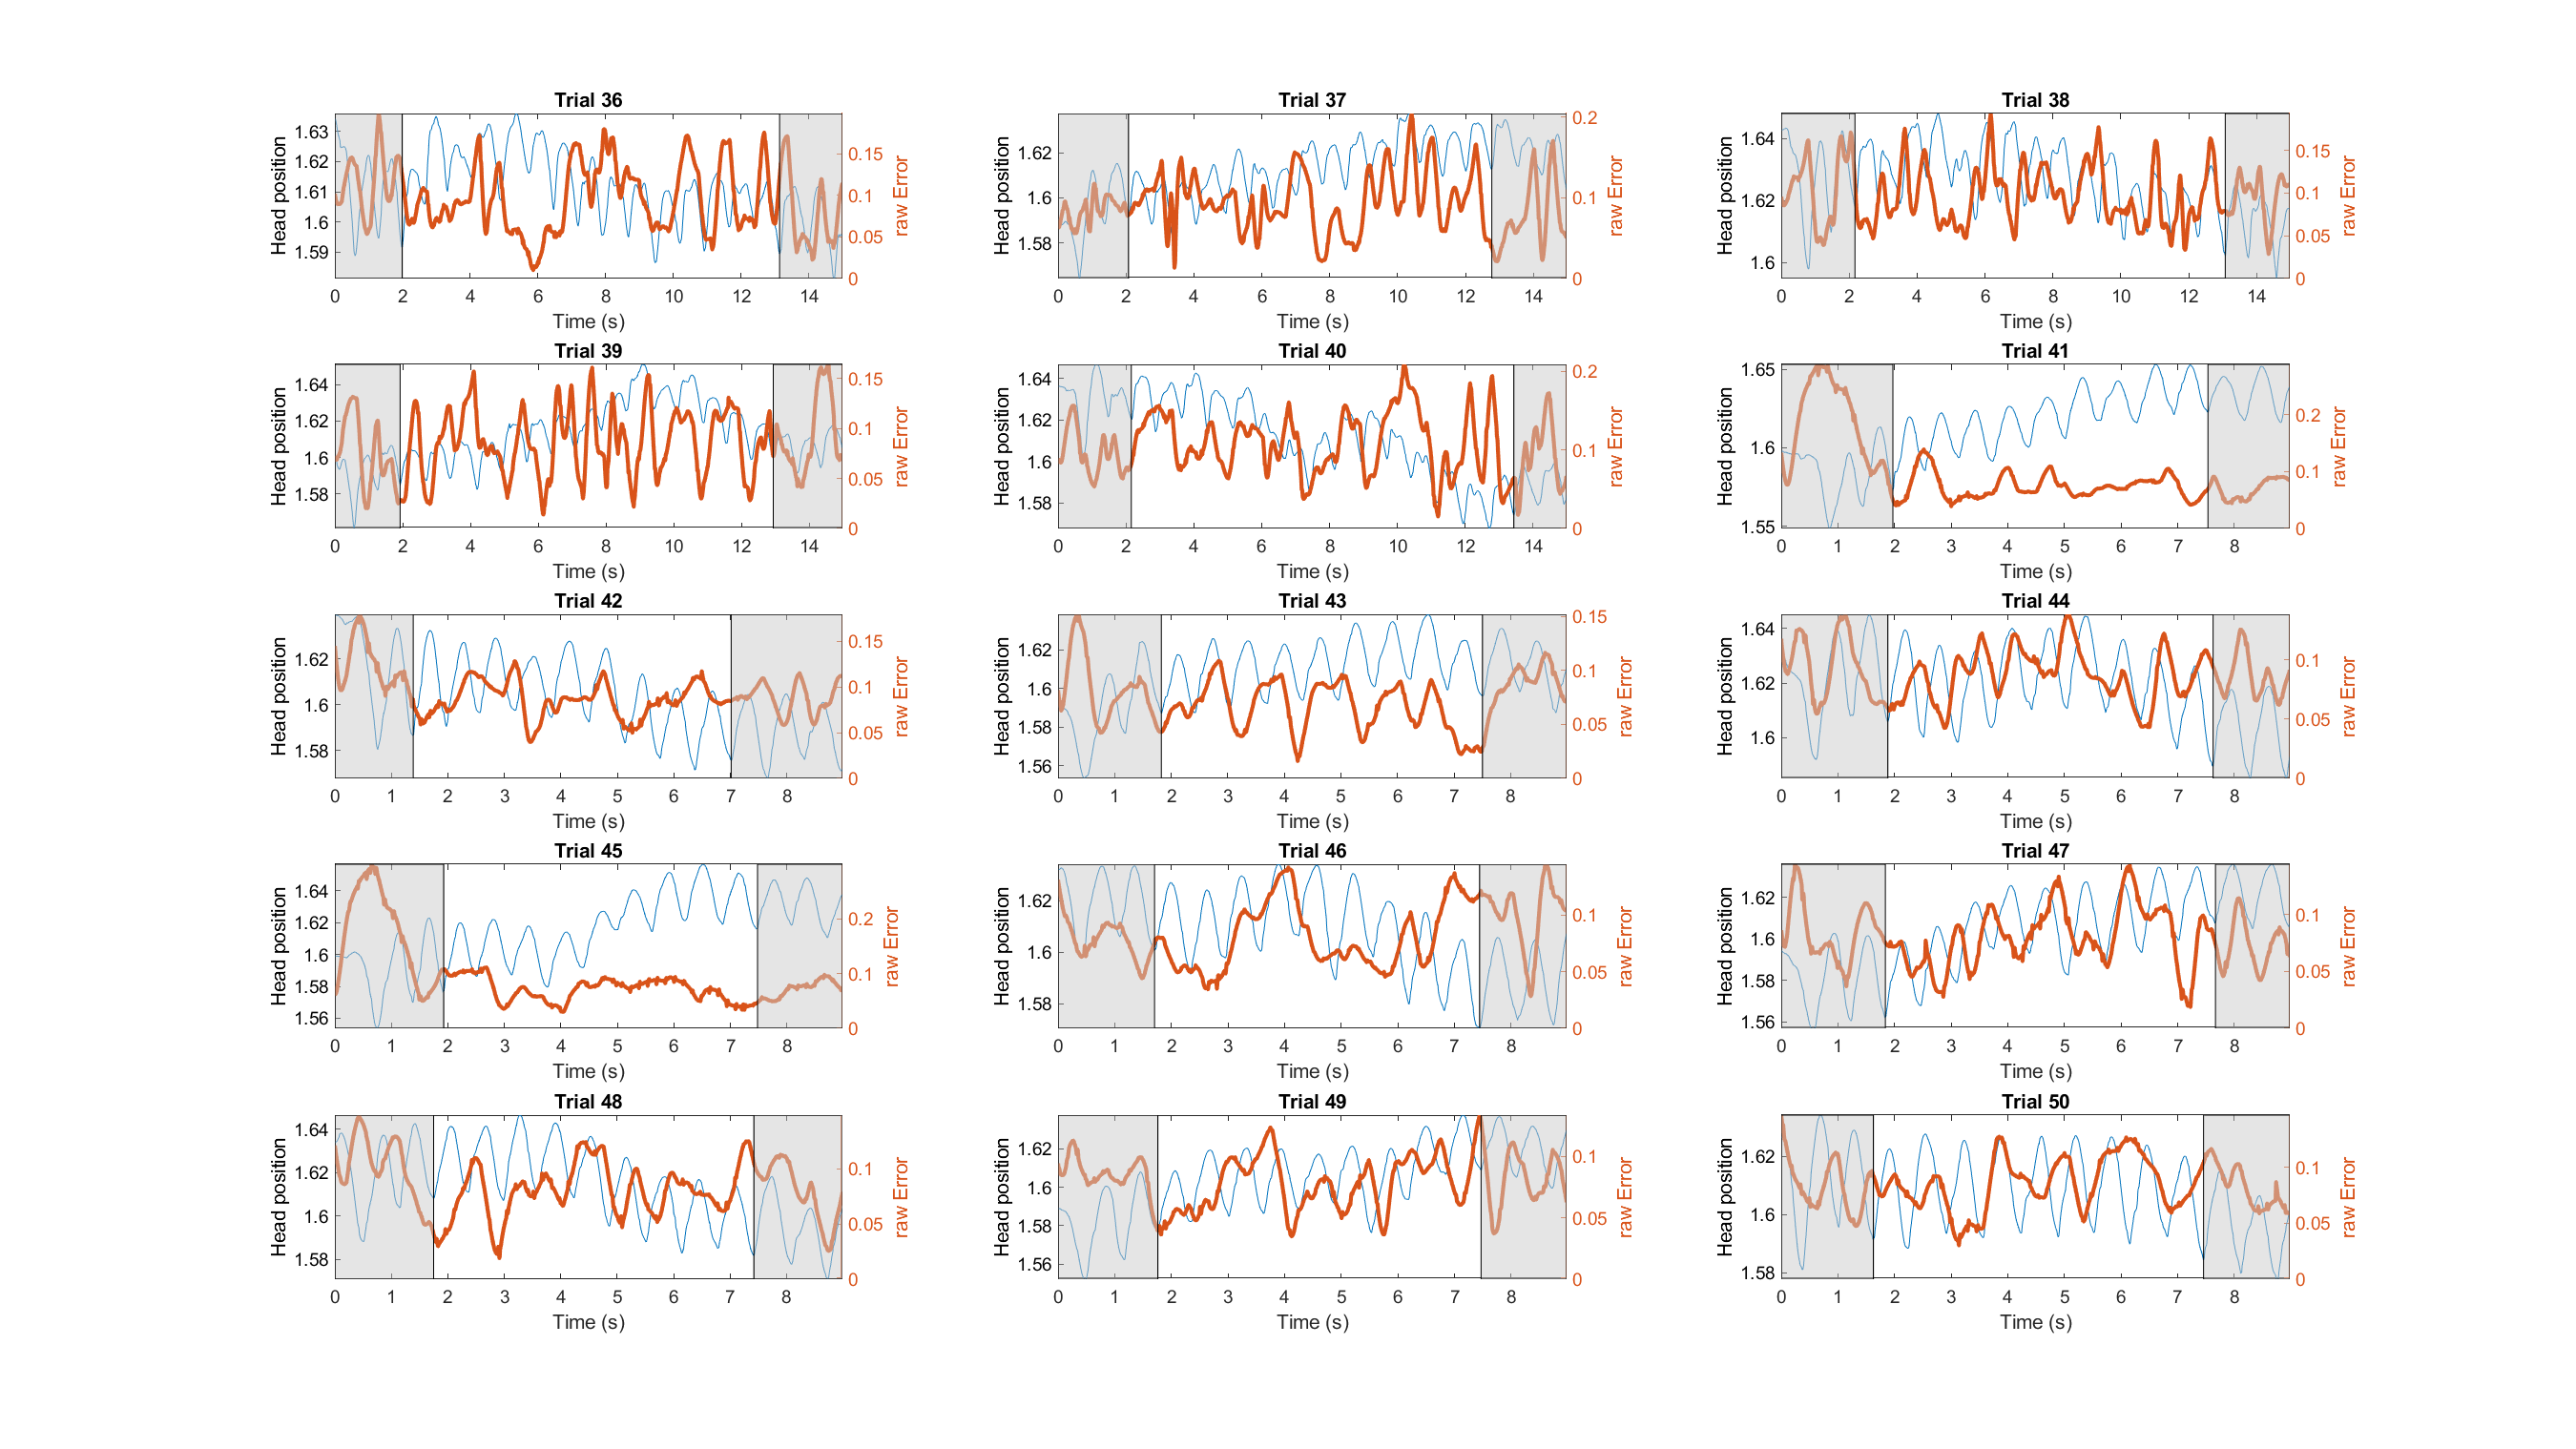 Trial 36
Head position
1.63
1.62
1.61
1.6
1.59
0.15
0.1
0.05
0
raw Error
0 2 4 6 8 10 12 14
Time (s)
Trial 37
Head position
1.62
1.6
1.58
0.2
0.1
0
raw Error
0 2 4 6 8 10 12 14
Time (s)
Trial 38
Head position
1.64
1.62
1.6
0.15
0.1
0.05
0
raw Error
0 2 4 6 8 10 12 14
Time (s)
Trial 39
Head position
1.64
1.62
1.6
1.58
0.15
0.1
0.05
0
raw Error
0 2 4 6 8 10 12 14
Time (s)
Trial 40
Head position
1.64
1.62
1.6
1.58
0.2
0.1
0
raw Error
0 2 4 6 8 10 12 14
Time (s)
Trial 41
Head position
1.65
1.6
1.55
0.2
0.1
0
raw Error
0 1 2 3 4 5 6 7 8
Time (s)
Trial 42
Head position
1.62
1.6
1.58
0.15
0.1
0.05
0
raw Error
0 1 2 3 4 5 6 7 8
Time (s)
Trial 43
Head position
1.62
1.6
1.58
1.56
0.15
0.1
0.05
0
raw Error
0 1 2 3 4 5 6 7 8
Time (s)
Trial 44
Head position
1.64
1.62
1.6
0.1
0.05
0
raw Error
0 1 2 3 4 5 6 7 8
Time (s)
Trial 45
Head position
1.64
1.62
1.6
1.58
1.56
0.2
0.1
0
raw Error
0 1 2 3 4 5 6 7 8
Time (s)
Trial 46
Head position
1.62
1.6
1.58
0.1
0.05
0
raw Error
0 1 2 3 4 5 6 7 8
Time (s)
Trial 47
Head position
1.62
1.6
1.58
1.56
0.1
0.05
0
raw Error
0 1 2 3 4 5 6 7 8
Time (s)
Trial 48
Head position
1.64
1.62
1.6
1.58
0.1
0.05
0
raw Error
0 1 2 3 4 5 6 7 8
Time (s)
Trial 49
Head position
1.62
1.6
1.58
1.56
0.1
0.05
0
raw Error
0 1 2 3 4 5 6 7 8
Time (s)
Trial 50
Head position
1.62
1.6
1.58
0.1
0.05
0
raw Error
0 1 2 3 4 5 6 7 8
Time (s)